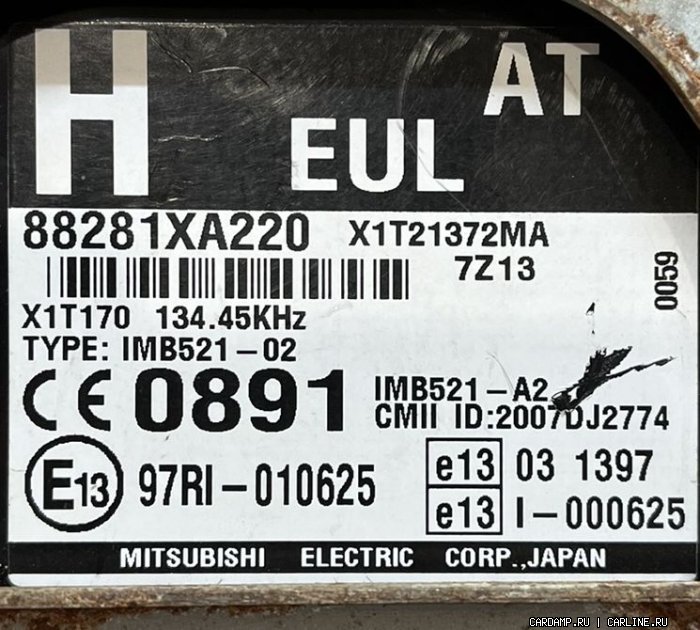 H
AT
EUL
88281XA220 X1T21372MA
7Z13
0059
X1T170 134.45KHz
TYPE: IMB521-02
CE 0891
IMB521-A2
CMII ID:2007DJ2774
E13 97RI-010625
e13 03 1397
e13 I-000625
MITSUBISHI ELECTRIC CORP.,JAPAN
CARDAMP.RU | CARLINE.RU